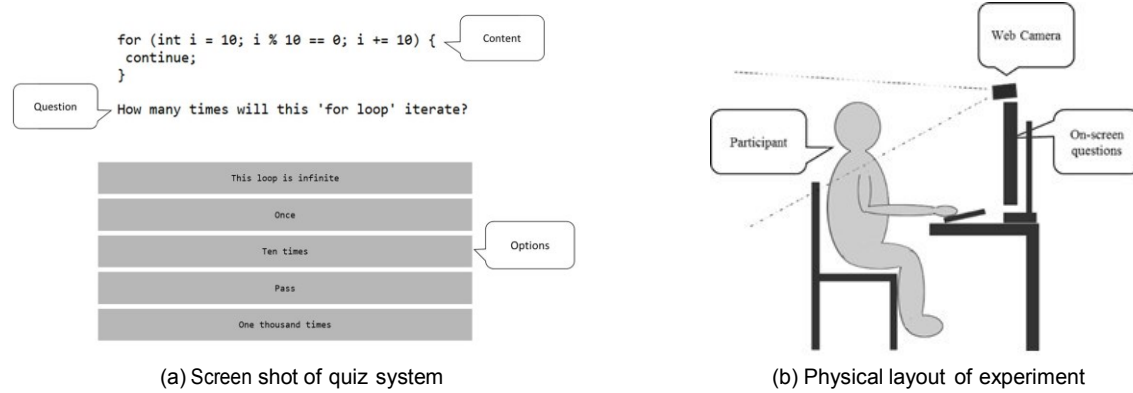 for (int i = 10; i % 10 == 0; i += 10) {
continue;
}
Content
Question
How many times will this 'for loop' iterate?
This loop is infinite
Once
Ten times
Pass
One thousand times
Options
(a) Screen shot of quiz system
Web Camera
Participant
On-screen
questions
(b) Physical layout of experiment